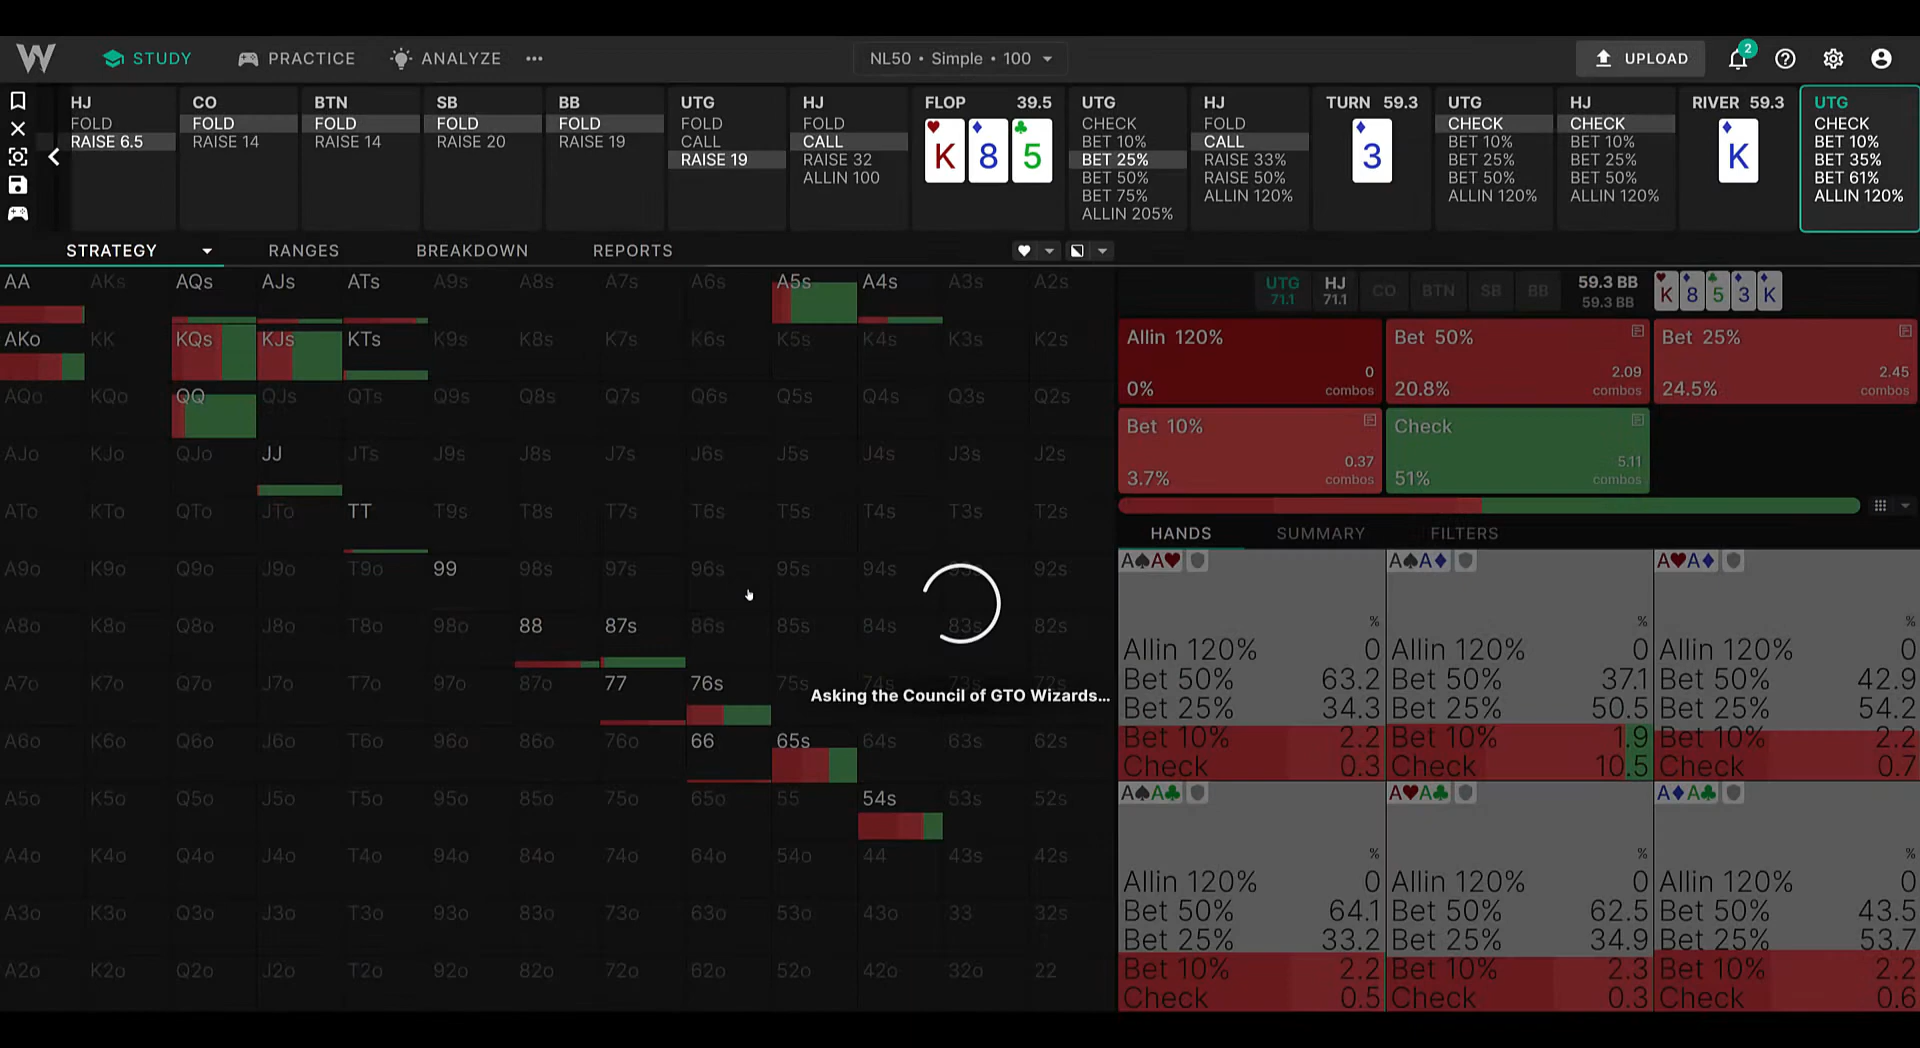 STUDY PRACTICE ANALYZE ••• NL50 • Simple • 100 UPLOAD 2
HJ
FOLD
RAISE 6.5
CO
FOLD
RAISE 14
BTN
FOLD
RAISE 14
SB
FOLD
RAISE 20
BB
FOLD
RAISE 19
UTG
FOLD
CALL
RAISE 19
HJ
FOLD
CALL
RAISE 32
ALLIN 100
FLOP 39.5
K 8 5
UTG
CHECK
BET 10%
BET 25%
BET 50%
BET 75%
ALLIN 205%
HJ
FOLD
CALL
RAISE 33%
RAISE 50%
ALLIN 120%
TURN 59.3
3
UTG
CHECK
BET 10%
BET 25%
BET 50%
ALLIN 120%
HJ
CHECK
BET 10%
BET 25%
BET 50%
ALLIN 120%
RIVER 59.3
K
UTG
CHECK
BET 10%
BET 35%
BET 61%
ALLIN 120%
STRATEGY RANGES BREAKDOWN REPORTS
AA AKs AQs AJs ATs A9s A8s A7s A6s A5s A4s A3s A2s
AKo KK KQs KJs KTs K9s K8s K7s K6s K5s K4s K3s K2s
AQo KQo QQ QJs QTs Q9s Q8s Q7s Q6s Q5s Q4s Q3s Q2s
AJo KJo QJo JJ JTs J9s J8s J7s J6s J5s J4s J3s J2s
ATo KTo QTo JTo TT T9s T8s T7s T6s T5s T4s T3s T2s
A9o K9o Q9o J9o T9o 99 98s 97s 96s 95s 94s 93s 92s
A8o K8o Q8o J8o T8o 98o 88 87s 86s 85s 84s 83s 82s
A7o K7o Q7o J7o T7o 97o 87o 77 76s 75s
Asking the Council of GTO Wizards...
A6o K6o Q6o J6o T6o 96o 86o 76o 66 65s 64s 63s 62s
A5o K5o Q5o J5o T5o 95o 85o 75o 65o 55 54s 53s 52s
A4o K4o Q4o J4o T4o 94o 84o 74o 64o 54o 44 43s 42s
A3o K3o Q3o J3o T3o 93o 83o 73o 63o 53o 43o 33 32s
A2o K2o Q2o J2o T2o 92o 82o 72o 62o 52o 42o 32o 22
UTG HJ CO BTN SB BB 59.3 BB K 8 5 3 K
71.1 71.1 59.3 BB
Allin 120%
0
0% combos
Bet 50%
2.09
20.8% combos
Bet 25%
2.45
24.5% combos
Bet 10%
0.37
3.7% combos
Check
5.11
51% combos
HANDS SUMMARY FILTERS
A♠A♥
%
Allin 120% 0
Bet 50% 63.2
Bet 25% 34.3
Bet 10% 2.2
Check 0.3
A♠A♦
%
Allin 120% 0
Bet 50% 37.1
Bet 25% 50.5
Bet 10% 1.9
Check 10.5
A♥A♦
%
Allin 120% 0
Bet 50% 42.9
Bet 25% 54.2
Bet 10% 2.2
Check 0.7
A♠A♣
%
Allin 120% 0
Bet 50% 64.1
Bet 25% 33.2
Bet 10% 2.2
Check 0.5
A♥A♣
%
Allin 120% 0
Bet 50% 62.5
Bet 25% 34.9
Bet 10% 2.3
Check 0.3
A♦A♣
%
Allin 120% 0
Bet 50% 43.5
Bet 25% 53.7
Bet 10% 2.2
Check 0.6